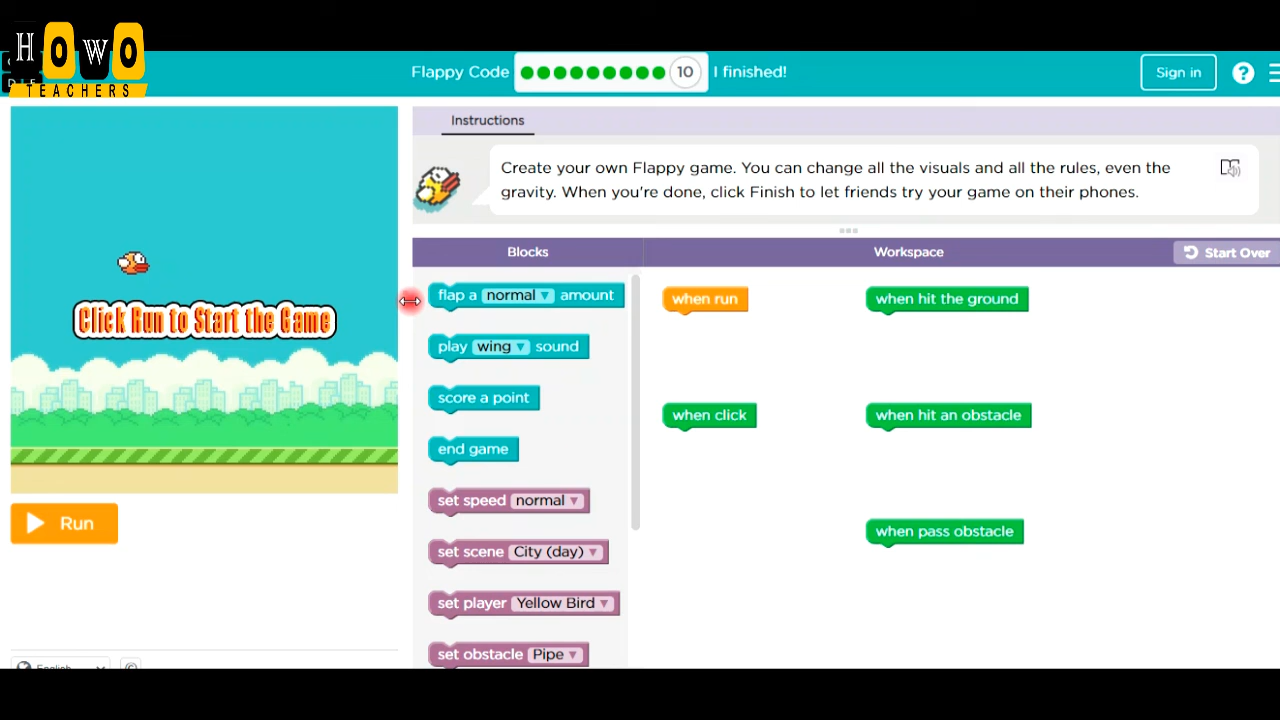 HOWO
TEACHERS
Flappy Code
10
I finished!
Sign in
?
Instructions
Create your own Flappy game. You can change all the visuals and all the rules, even the
gravity. When you're done, click Finish to let friends try your game on their phones.
Blocks
Workspace
Start Over
Click Run to Start the Game
Run
flap a normal ▼ amount
play wing ▼ sound
score a point
end game
set speed normal ▼
set scene City (day) ▼
set player Yellow Bird ▼
set obstacle Pipe ▼
when run
when hit the ground
when click
when hit an obstacle
when pass obstacle
English